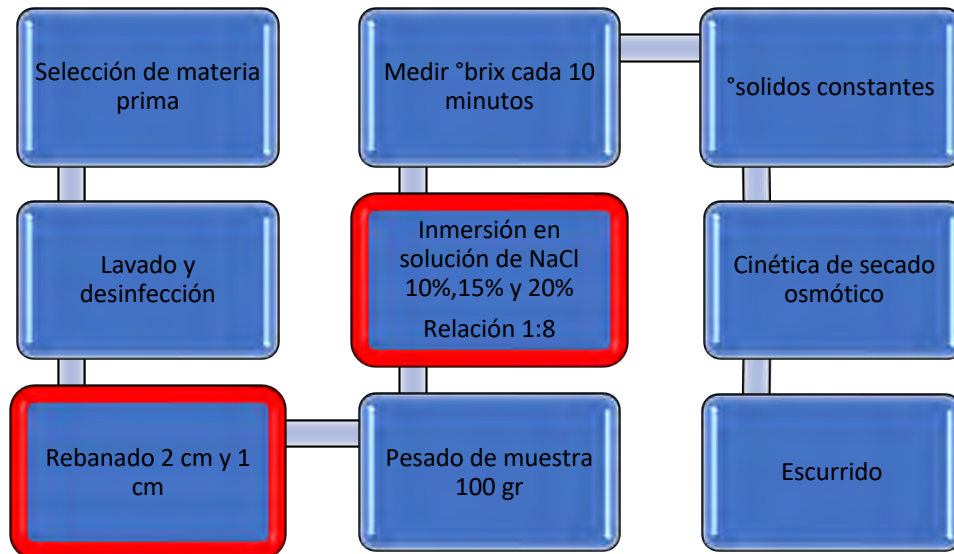 Selección de materia
prima
Lavado y
desinfección
Rebanado 2 cm y 1
cm
Pesado de muestra
100 gr
Inmersión en
solución de NaCl
10%,15% y 20%
Relación 1:8
Medir °brix cada 10
minutos
°solidos constantes
Cinética de secado
osmótico
Escurrido